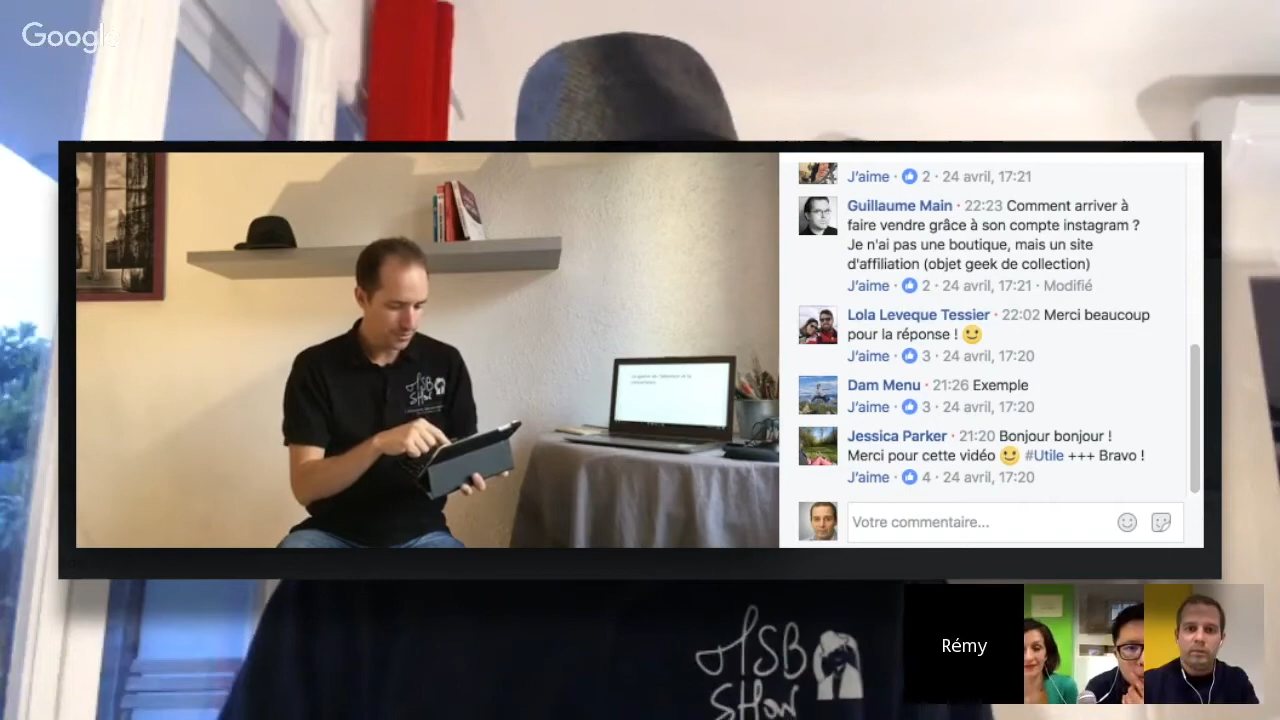 Google
J'aime · 2 · 24 avril, 17:21
Guillaume Main · 22:23 Comment arriver à
faire vendre grâce à son compte instagram ?
Je n'ai pas une boutique, mais un site
d'affiliation (objet geek de collection)
J'aime · 2 · 24 avril, 17:21 · Modifié
Lola Leveque Tessier · 22:02 Merci beaucoup
pour la réponse !
J'aime · 3 · 24 avril, 17:20
Dam Menu · 21:26 Exemple
J'aime · 3 · 24 avril, 17:20
Jessica Parker · 21:20 Bonjour bonjour !
Merci pour cette vidéo #Utile +++ Bravo !
J'aime · 4 · 24 avril, 17:20
Votre commentaire...
SB
SHow
Rémy
SB
SHow